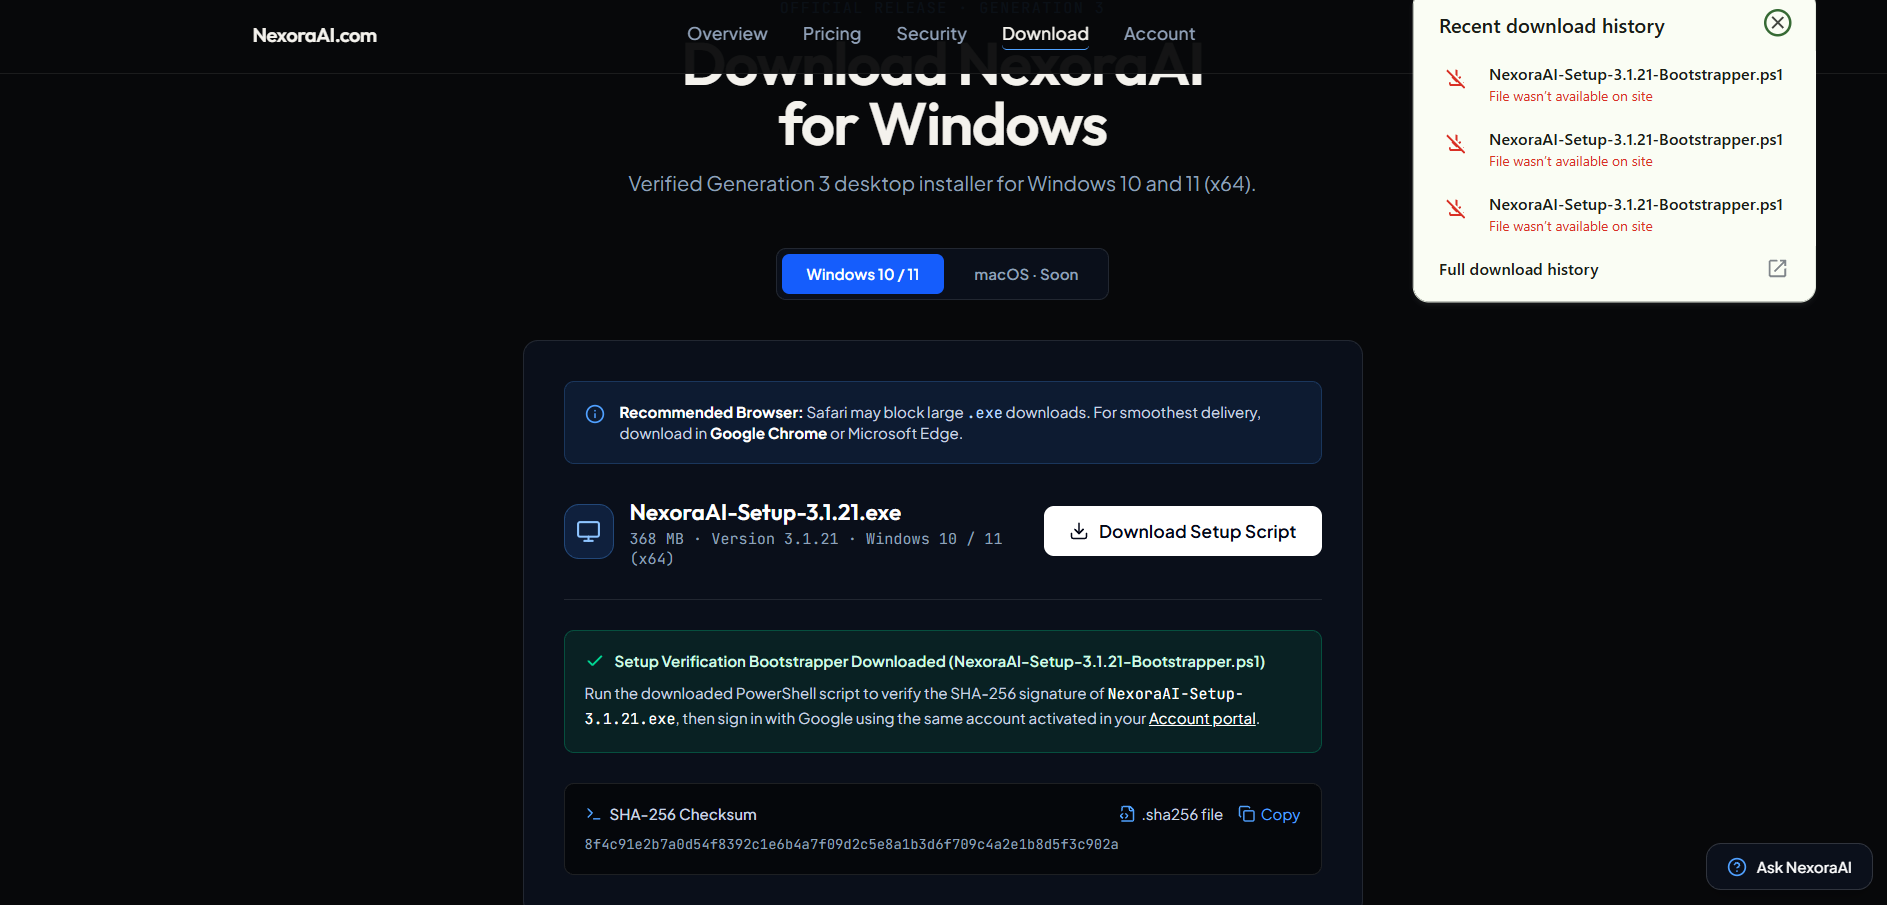 OFFICIAL RELEASE · GENERATION 3
NexoraAI.com
Overview
Pricing
Security
Download
Account
Download NexoraAI
for Windows
Verified Generation 3 desktop installer for Windows 10 and 11 (x64).
Windows 10 / 11
macOS · Soon
Recommended Browser: Safari may block large .exe downloads. For smoothest delivery,
download in Google Chrome or Microsoft Edge.
NexoraAI-Setup-3.1.21.exe
368 MB · Version 3.1.21 · Windows 10 / 11
(x64)
Download Setup Script
Setup Verification Bootstrapper Downloaded (NexoraAI-Setup-3.1.21-Bootstrapper.ps1)
Run the downloaded PowerShell script to verify the SHA-256 signature of NexoraAI-Setup-
3.1.21.exe, then sign in with Google using the same account activated in your Account portal.
SHA-256 Checksum
.sha256 file
Copy
8f4c91e2b7a0d54f8392c1e6b4a7f09d2c5e8a1b3d6f709c4a2e1b8d5f3c902a
Recent download history
NexoraAI-Setup-3.1.21-Bootstrapper.ps1
File wasn't available on site
NexoraAI-Setup-3.1.21-Bootstrapper.ps1
File wasn't available on site
NexoraAI-Setup-3.1.21-Bootstrapper.ps1
File wasn't available on site
Full download history
Ask NexoraAI